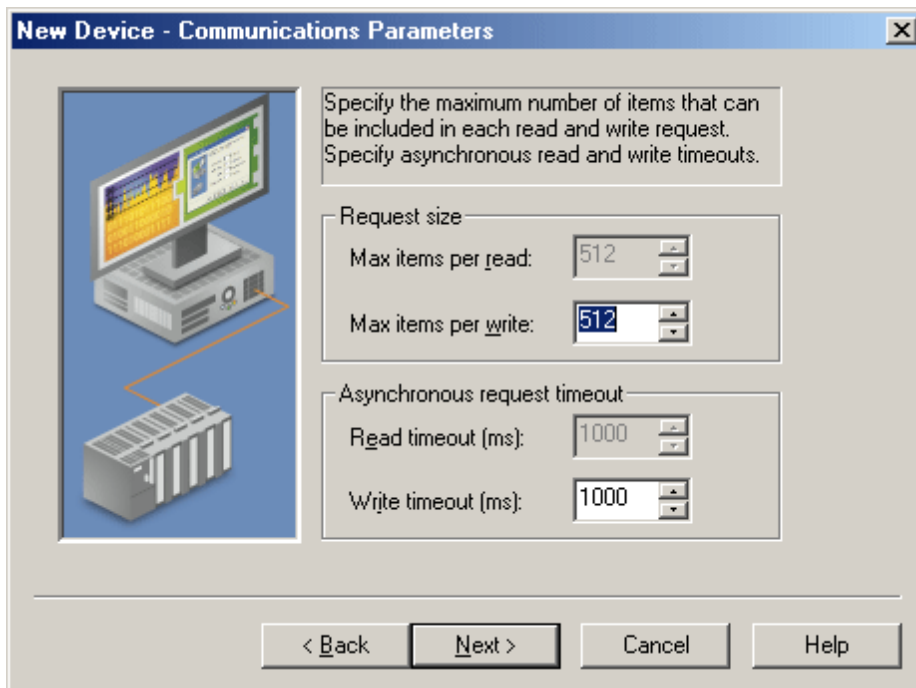 New Device - Communications Parameters
Specify the maximum number of items that can
be included in each read and write request.
Specify asynchronous read and write timeouts.
Request size
Max items per read: 512
Max items per write: 512
Asynchronous request timeout
Read timeout (ms): 1000
Write timeout (ms): 1000
< Back Next > Cancel Help